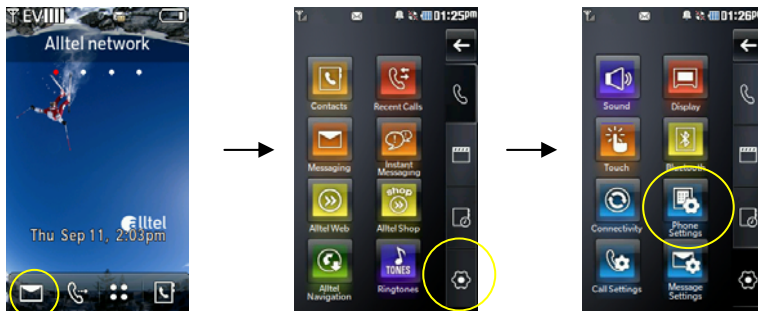 EV
Alltel network
alltel
Thu Sep 11, 2:03pm
01:25pm
Contacts
Recent Calls
Messaging
Instant
Messaging
shop
Alltel Web
Alltel Shop
TONES
Alltel
Navigation
Ringtones
01:26p
Sound
Display
Touch
Bluetooth
Connectivity
Phone
Settings
Call Settings
Message
Settings